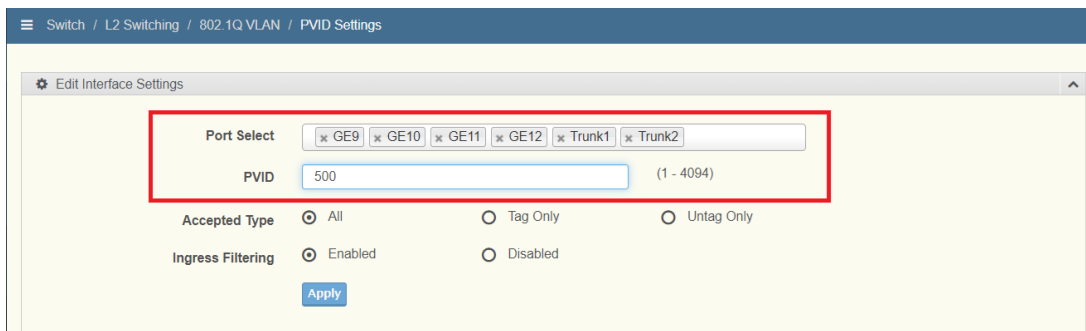 Switch / L2 Switching / 802.1Q VLAN / PVID Settings
Edit Interface Settings
Port Select × GE9 × GE10 × GE11 × GE12 × Trunk1 × Trunk2
PVID 500 (1 - 4094)
Accepted Type All Tag Only Untag Only
Ingress Filtering Enabled Disabled
Apply